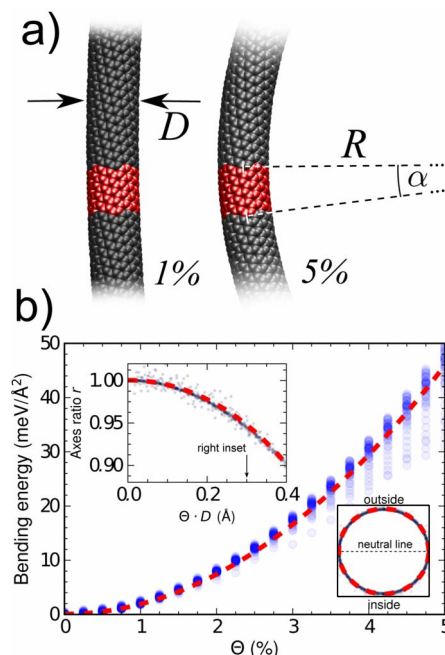 a)
D
R
α
1%
5%
b)
50
40
30
20
10
0
Bending energy (meV/Å²)
1.00
0.95
0.90
Axes ratio r
right inset
0.0
0.2
0.4
Θ · D (Å)
outside
neutral line
inside
0
1
2
3
4
5
Θ (%)